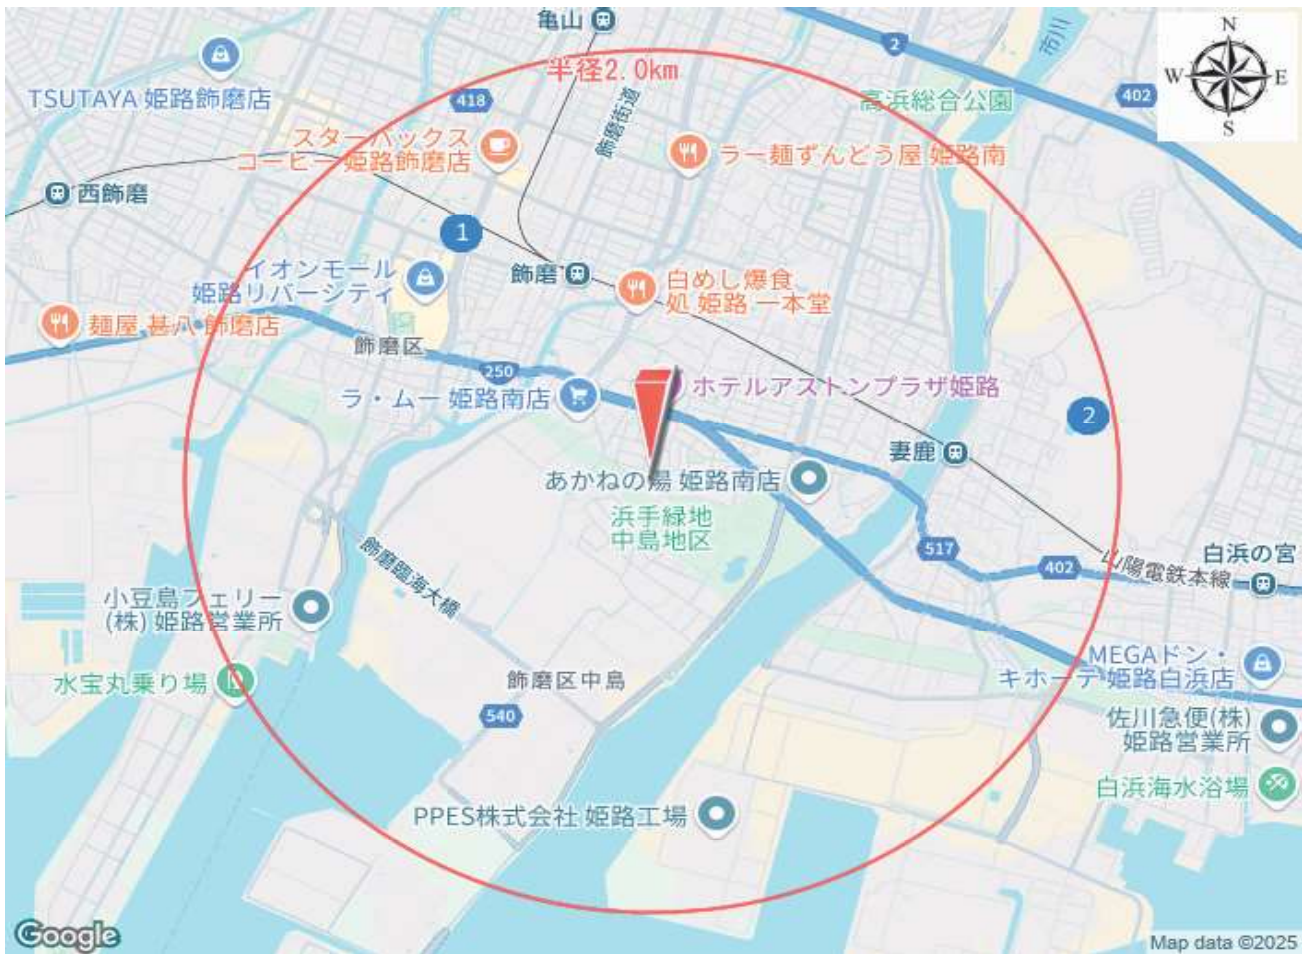 亀山
2
市川
N
W E
S
半径2.0km
TSUTAYA 姫路飾磨店
418
飾磨街道
高浜総合公園
402
スターバックス
コーヒー 姫路飾磨店
ラー麺ずんどう屋 姫路南
西飾磨
1
イオンモール
姫路リバーシティ
飾磨
白めし爆食
処 姫路 一本堂
麺屋 甚八 飾磨店
飾磨区
250
ラ・ムー 姫路南店
ホテルアストンプラザ姫路
2
妻鹿
あかねの湯 姫路南店
浜手緑地
中島地区
517
402
山陽電鉄本線
白浜の宮
飾磨臨海大橋
小豆島フェリー
(株) 姫路営業所
水宝丸乗り場
飾磨区中島
540
MEGAドン・
キホーテ 姫路白浜店
佐川急便(株)
姫路営業所
白浜海水浴場
PPES株式会社 姫路工場
Google
Map data ©2025